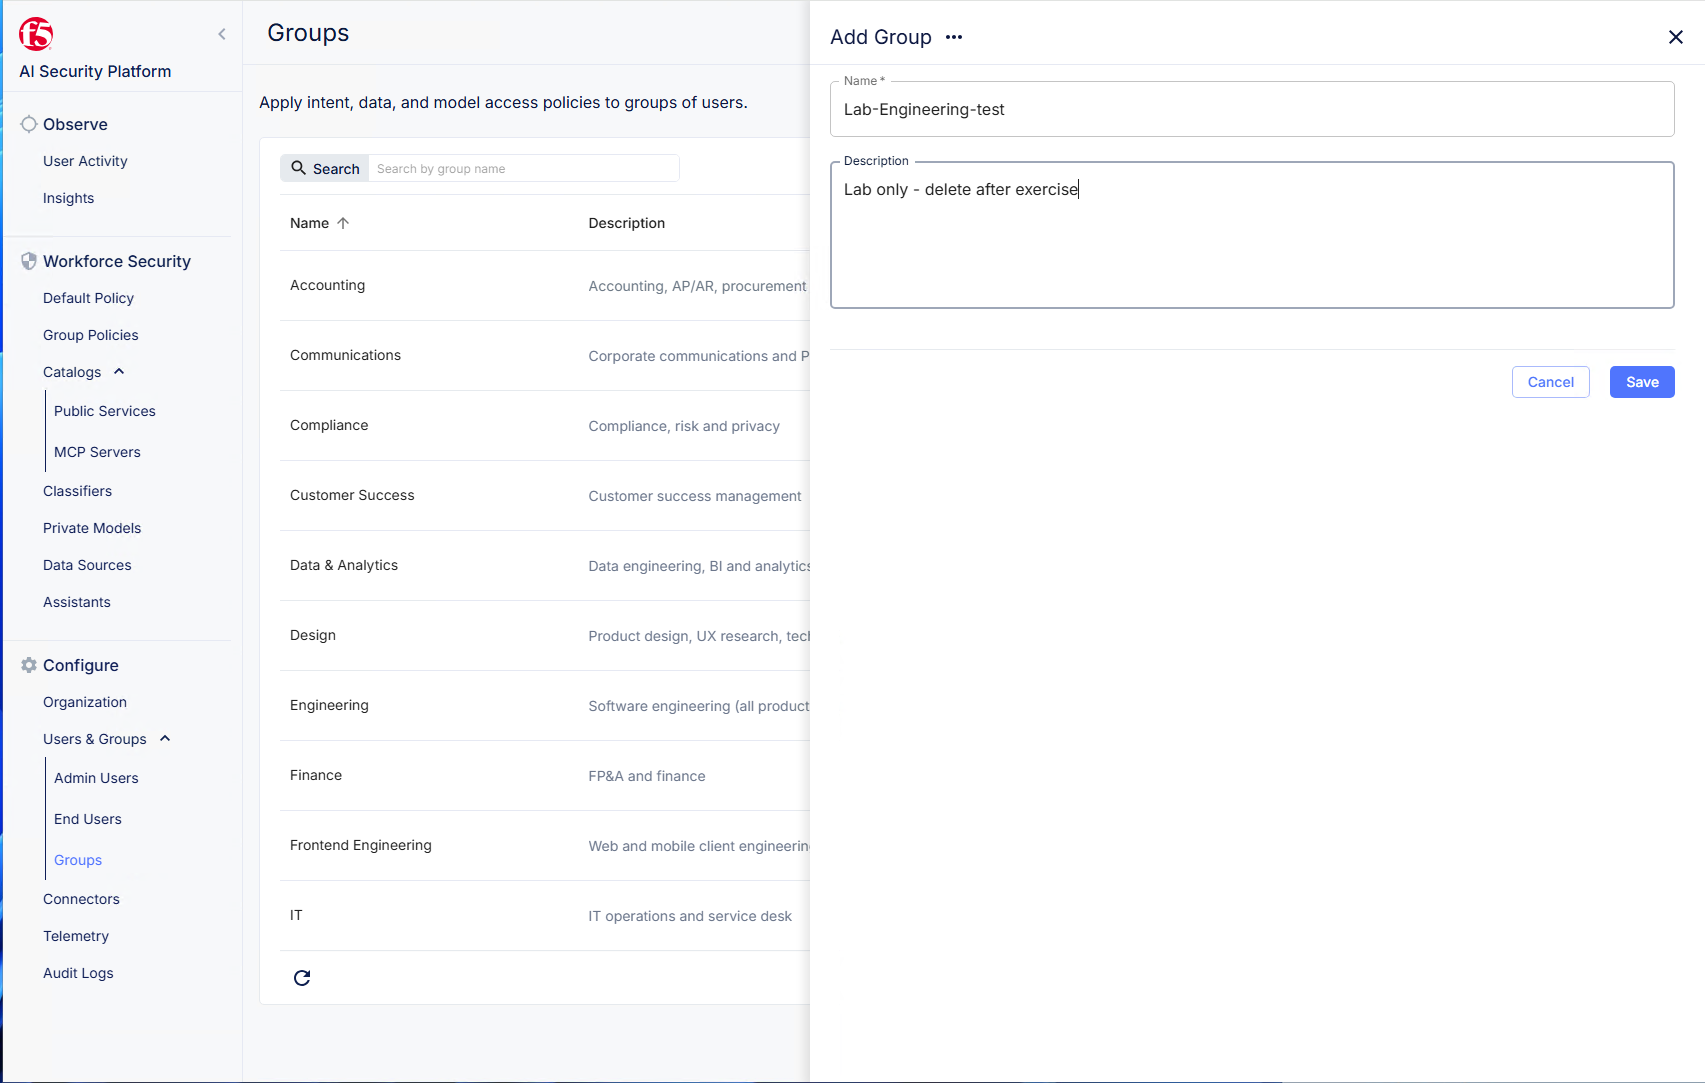 f5
AI Security Platform
Observe
User Activity
Insights
Workforce Security
Default Policy
Group Policies
Catalogs
Public Services
MCP Servers
Classifiers
Private Models
Data Sources
Assistants
Configure
Organization
Users & Groups
Admin Users
End Users
Groups
Connectors
Telemetry
Audit Logs
Groups
Apply intent, data, and model access policies to groups of users.
Search Search by group name
Name Description
Accounting Accounting, AP/AR, procurement
Communications Corporate communications and P
Compliance Compliance, risk and privacy
Customer Success Customer success management
Data & Analytics Data engineering, BI and analytics
Design Product design, UX research, tech
Engineering Software engineering (all product
Finance FP&A and finance
Frontend Engineering Web and mobile client engineerin
IT IT operations and service desk
Add Group
Name *
Lab-Engineering-test
Description
Lab only - delete after exercise
Cancel Save